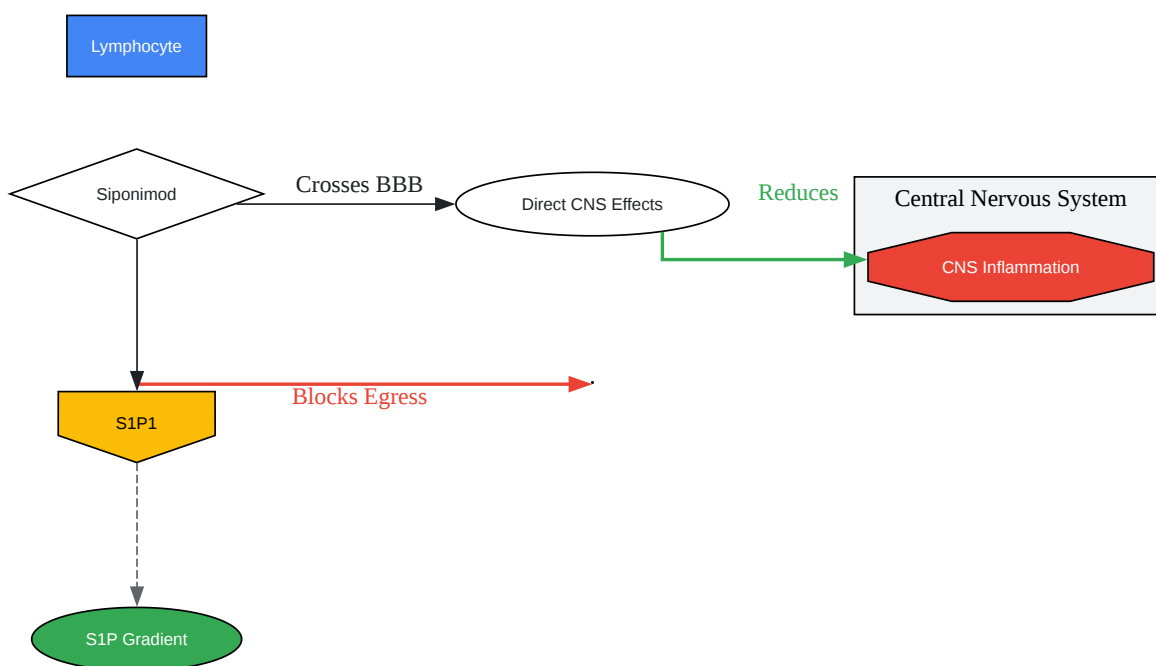 Lymphocyte
Siponimod
Crosses BBB
Direct CNS Effects
Reduces
Central Nervous System
CNS Inflammation
Blocks Egress
S1P1
S1P Gradient